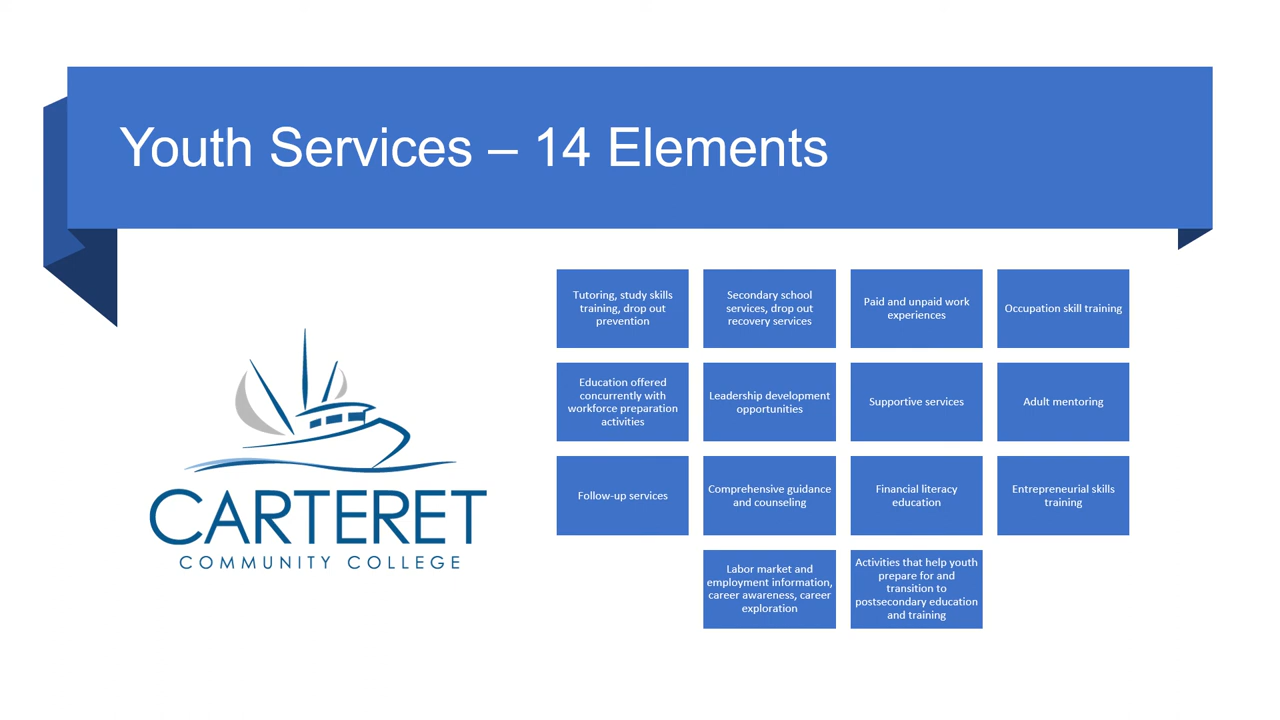 Youth Services – 14 Elements
Tutoring, study skills
training, drop out
prevention
Secondary school
services, drop out
recovery services
Paid and unpaid work
experiences
Occupation skill training
Education offered
concurrently with
workforce preparation
activities
Leadership development
opportunities
Supportive services
Adult mentoring
Follow-up services
Comprehensive guidance
and counseling
Financial literacy
education
Entrepreneurial skills
training
Labor market and
employment information,
career awareness, career
exploration
Activities that help youth
prepare for and
transition to
postsecondary education
and training
CARTERET
COMMUNITY COLLEGE